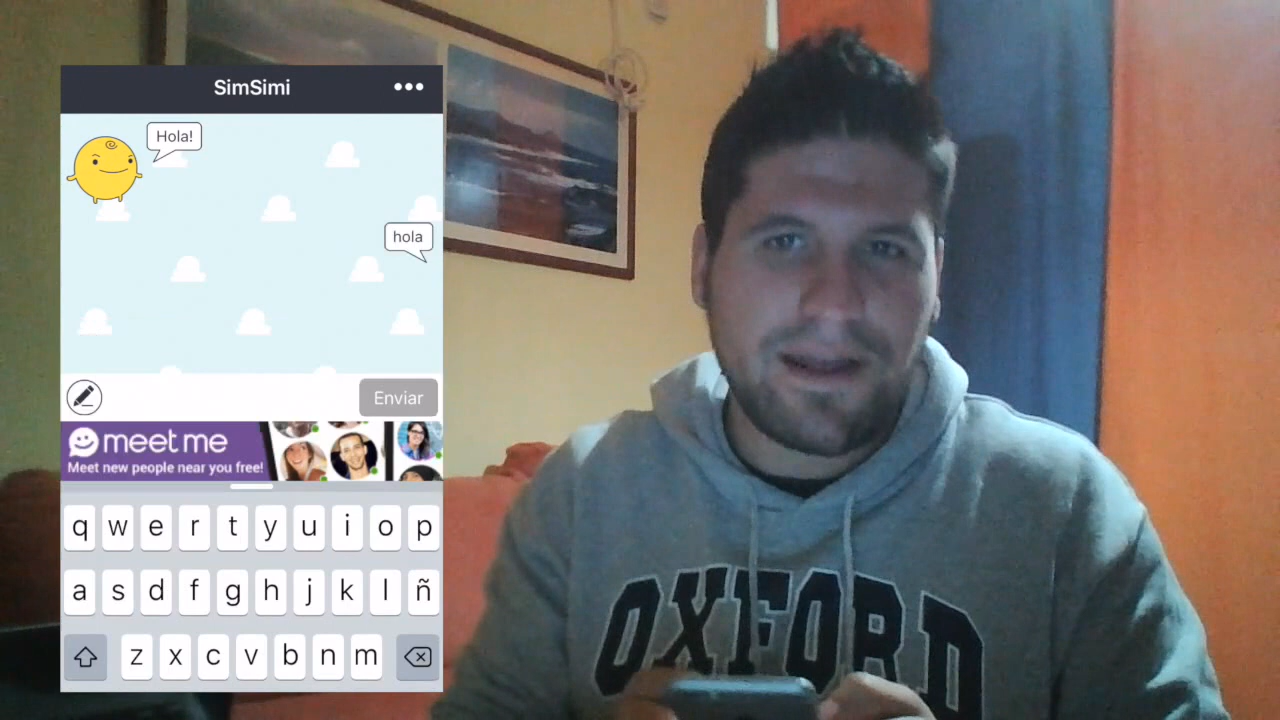 SimSimi
Hola!
hola
Enviar
meet me
Meet new people near you free!
q w e r t y u i o p
a s d f g h j k l ñ
z x c v b n m
OXFORD